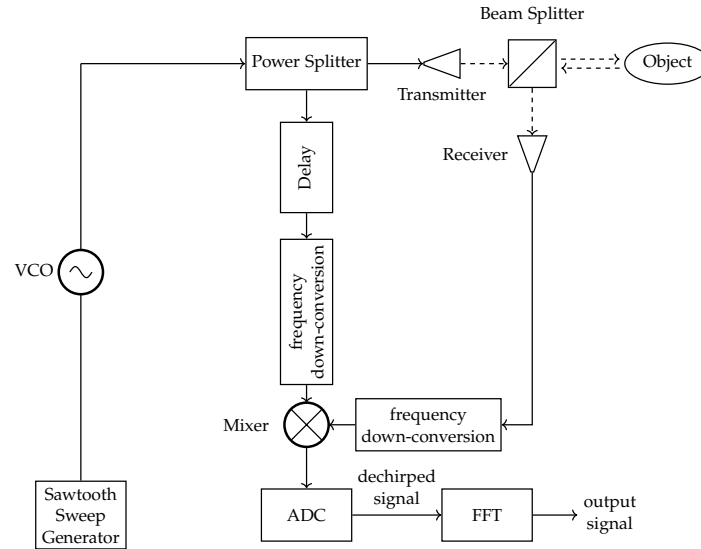 Beam Splitter
Power Splitter
Object
Transmitter
Delay
Receiver
VCO
frequency
down-conversion
Mixer
frequency
down-conversion
Sawtooth
Sweep
Generator
ADC
dechirped
signal
FFT
output
signal